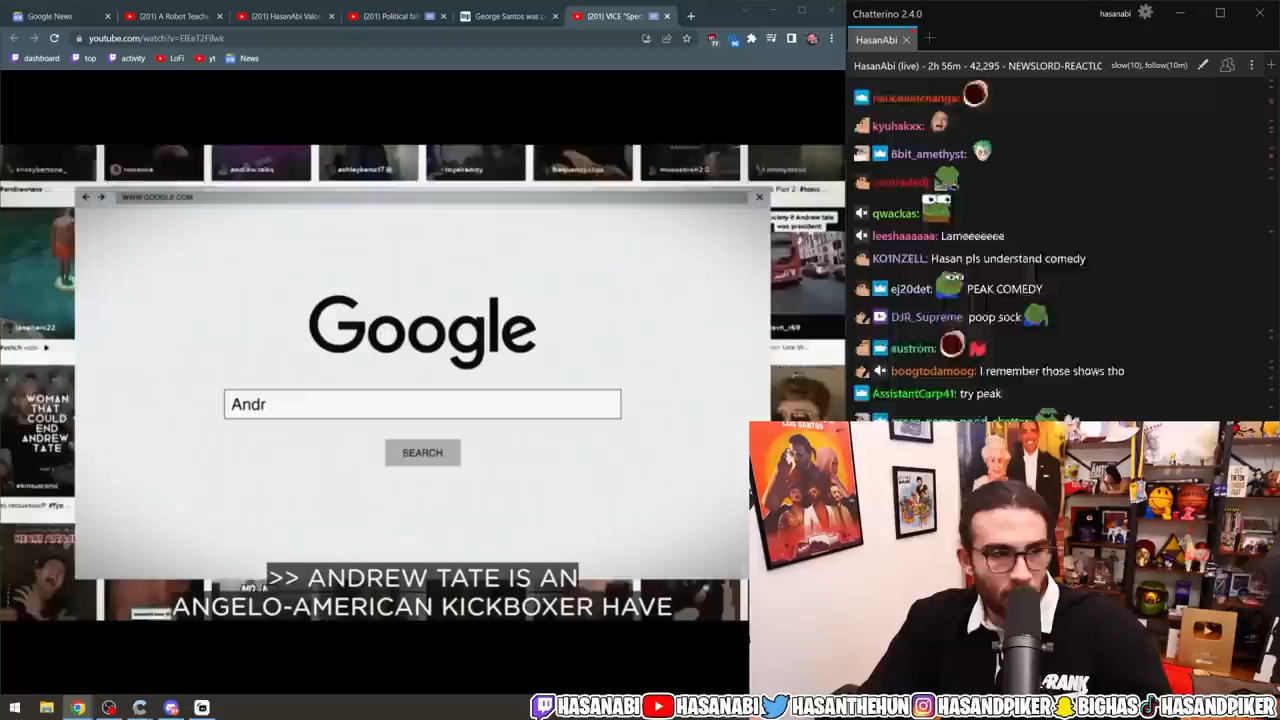 Google News
(201) A Robot Teache
(201) HasanAbi Valor
(201) Political fall
George Santos was p
(201) VICE "Spec
youtube.com/watch?v=EIEeT2Filwk
dashboard
top
activity
LoFi
yt
News
WWW.GOOGLE.COM
Google
Andr
SEARCH
WOMAN
THAT
COULD
END
ANDREW
TATE
>> ANDREW TATE IS AN
ANGELO-AMERICAN KICKBOXER HAVE
Chatterino 2.4.0
hasanabi
HasanAbi
HasanAbi (live) - 2h 56m - 42,295 - NEWSLORD-REACTLC
slow(10), follow(10m)
kyuhakxx:
8bit_amethyst:
qwackas:
leeshaaaaaa: Lameeeeeee
KO1NZELL: Hasan pls understand comedy
ej20det: PEAK COMEDY
DJR_Supreme: poop sock
austrom:
boogtodamoog: I remember those shows tho
AssistantCarp41: try peak
LOS SANTOS
FRANK
HASANABI
HASANABI
HASANTHEHUN
HASANDPIKER
BIGHAS
HASANDPIKER